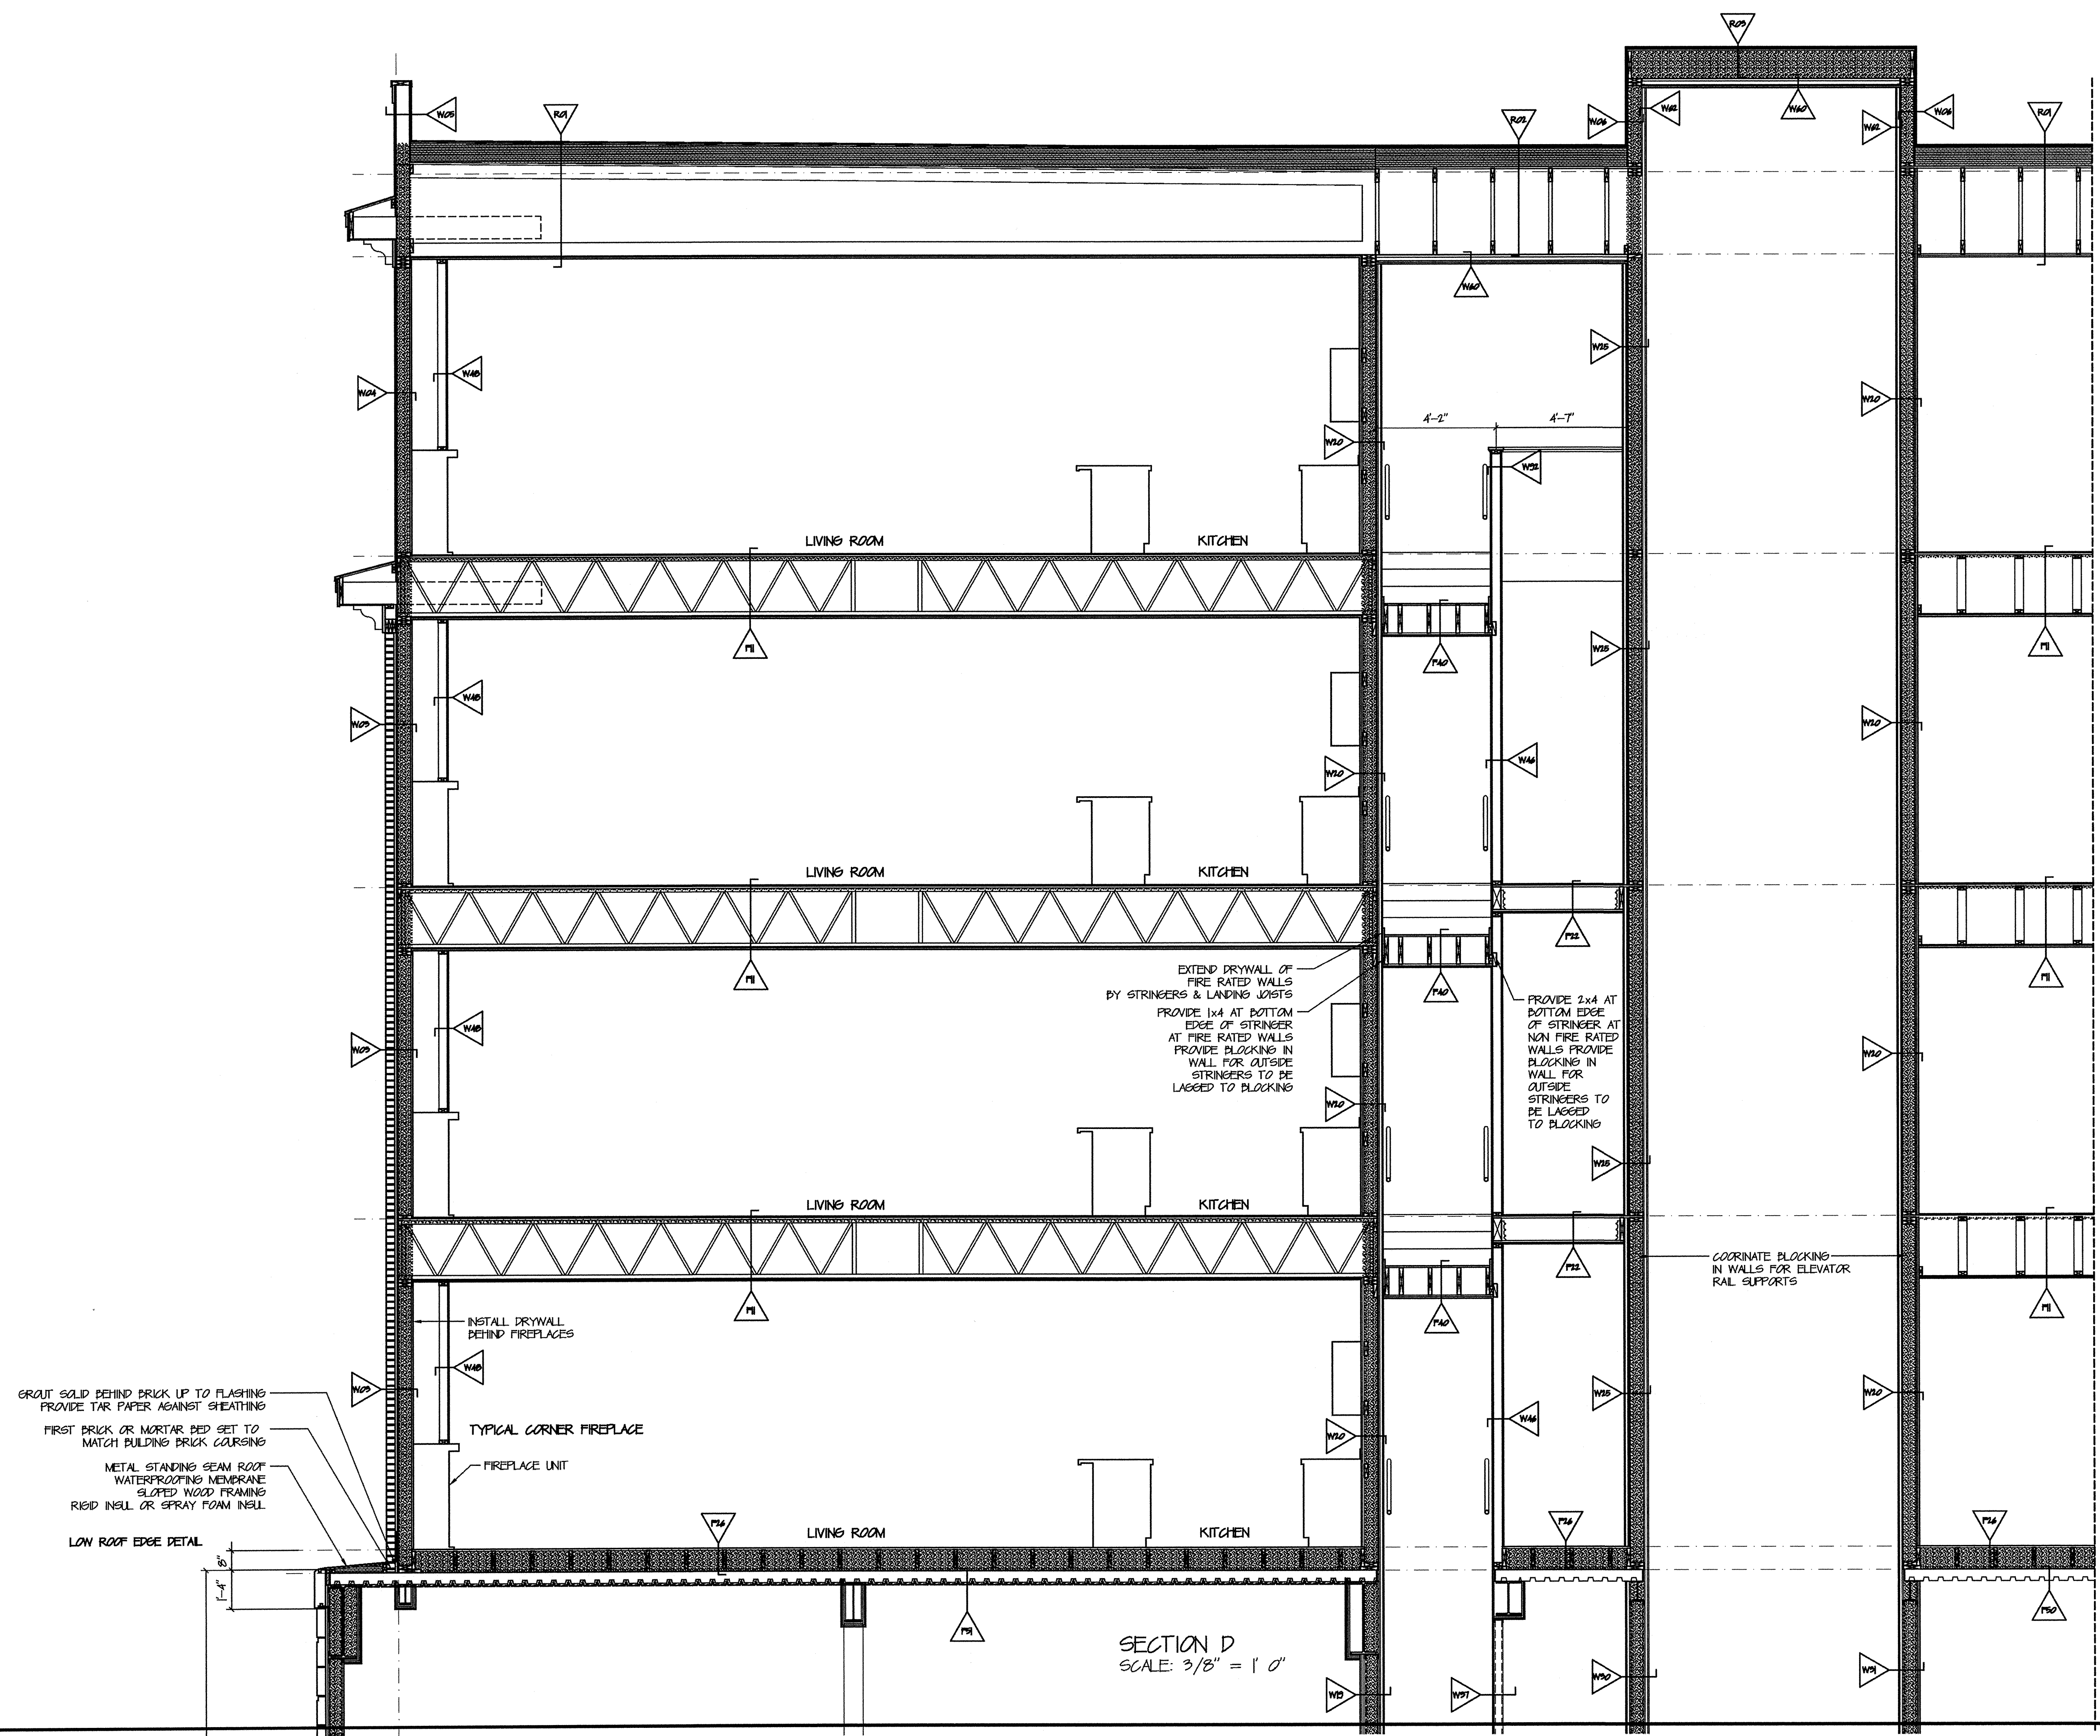 R03
W05
R01
R02
W06
W62
W60
W62
W06
R01
W60
W25
W48
W04
W20
4'-2"
4'-7"
W20
W52
LIVING ROOM
KITCHEN
F11
F40
W25
F11
W48
W03
W20
W20
W46
LIVING ROOM
KITCHEN
F11
F22
F40
F11
EXTEND DRYWALL OF
FIRE RATED WALLS
BY STRINGERS & LANDING JOISTS
PROVIDE 1x4 AT BOTTOM
EDGE OF STRINGER
AT FIRE RATED WALLS
PROVIDE BLOCKING IN
WALL FOR OUTSIDE
STRINGERS TO BE
LAGGED TO BLOCKING
PROVIDE 2x4 AT
BOTTOM EDGE
OF STRINGER AT
NON FIRE RATED
WALLS PROVIDE
BLOCKING IN
WALL FOR
OUTSIDE
STRINGERS TO
BE LAGGED
TO BLOCKING
W48
W03
W20
W20
W25
LIVING ROOM
KITCHEN
F11
F22
F40
F11
COORINATE BLOCKING
IN WALLS FOR ELEVATOR
RAIL SUPPORTS
INSTALL DRYWALL
BEHIND FIREPLACES
W48
W03
W25
W20
W46
W20
GROUT SOLID BEHIND BRICK UP TO FLASHING
PROVIDE TAR PAPER AGAINST SHEATHING
FIRST BRICK OR MORTAR BED SET TO
MATCH BUILDING BRICK COURSING
METAL STANDING SEAM ROOF
WATERPROOFING MEMBRANE
SLOPED WOOD FRAMING
RIGID INSUL OR SPRAY FOAM INSUL
LOW ROOF EDGE DETAIL
TYPICAL CORNER FIREPLACE
FIREPLACE UNIT
F26
LIVING ROOM
KITCHEN
F26
F26
8"
1'-4"
F51
F50
SECTION D
SCALE: 3/8" = 1' 0"
W19
W57
W30
W31